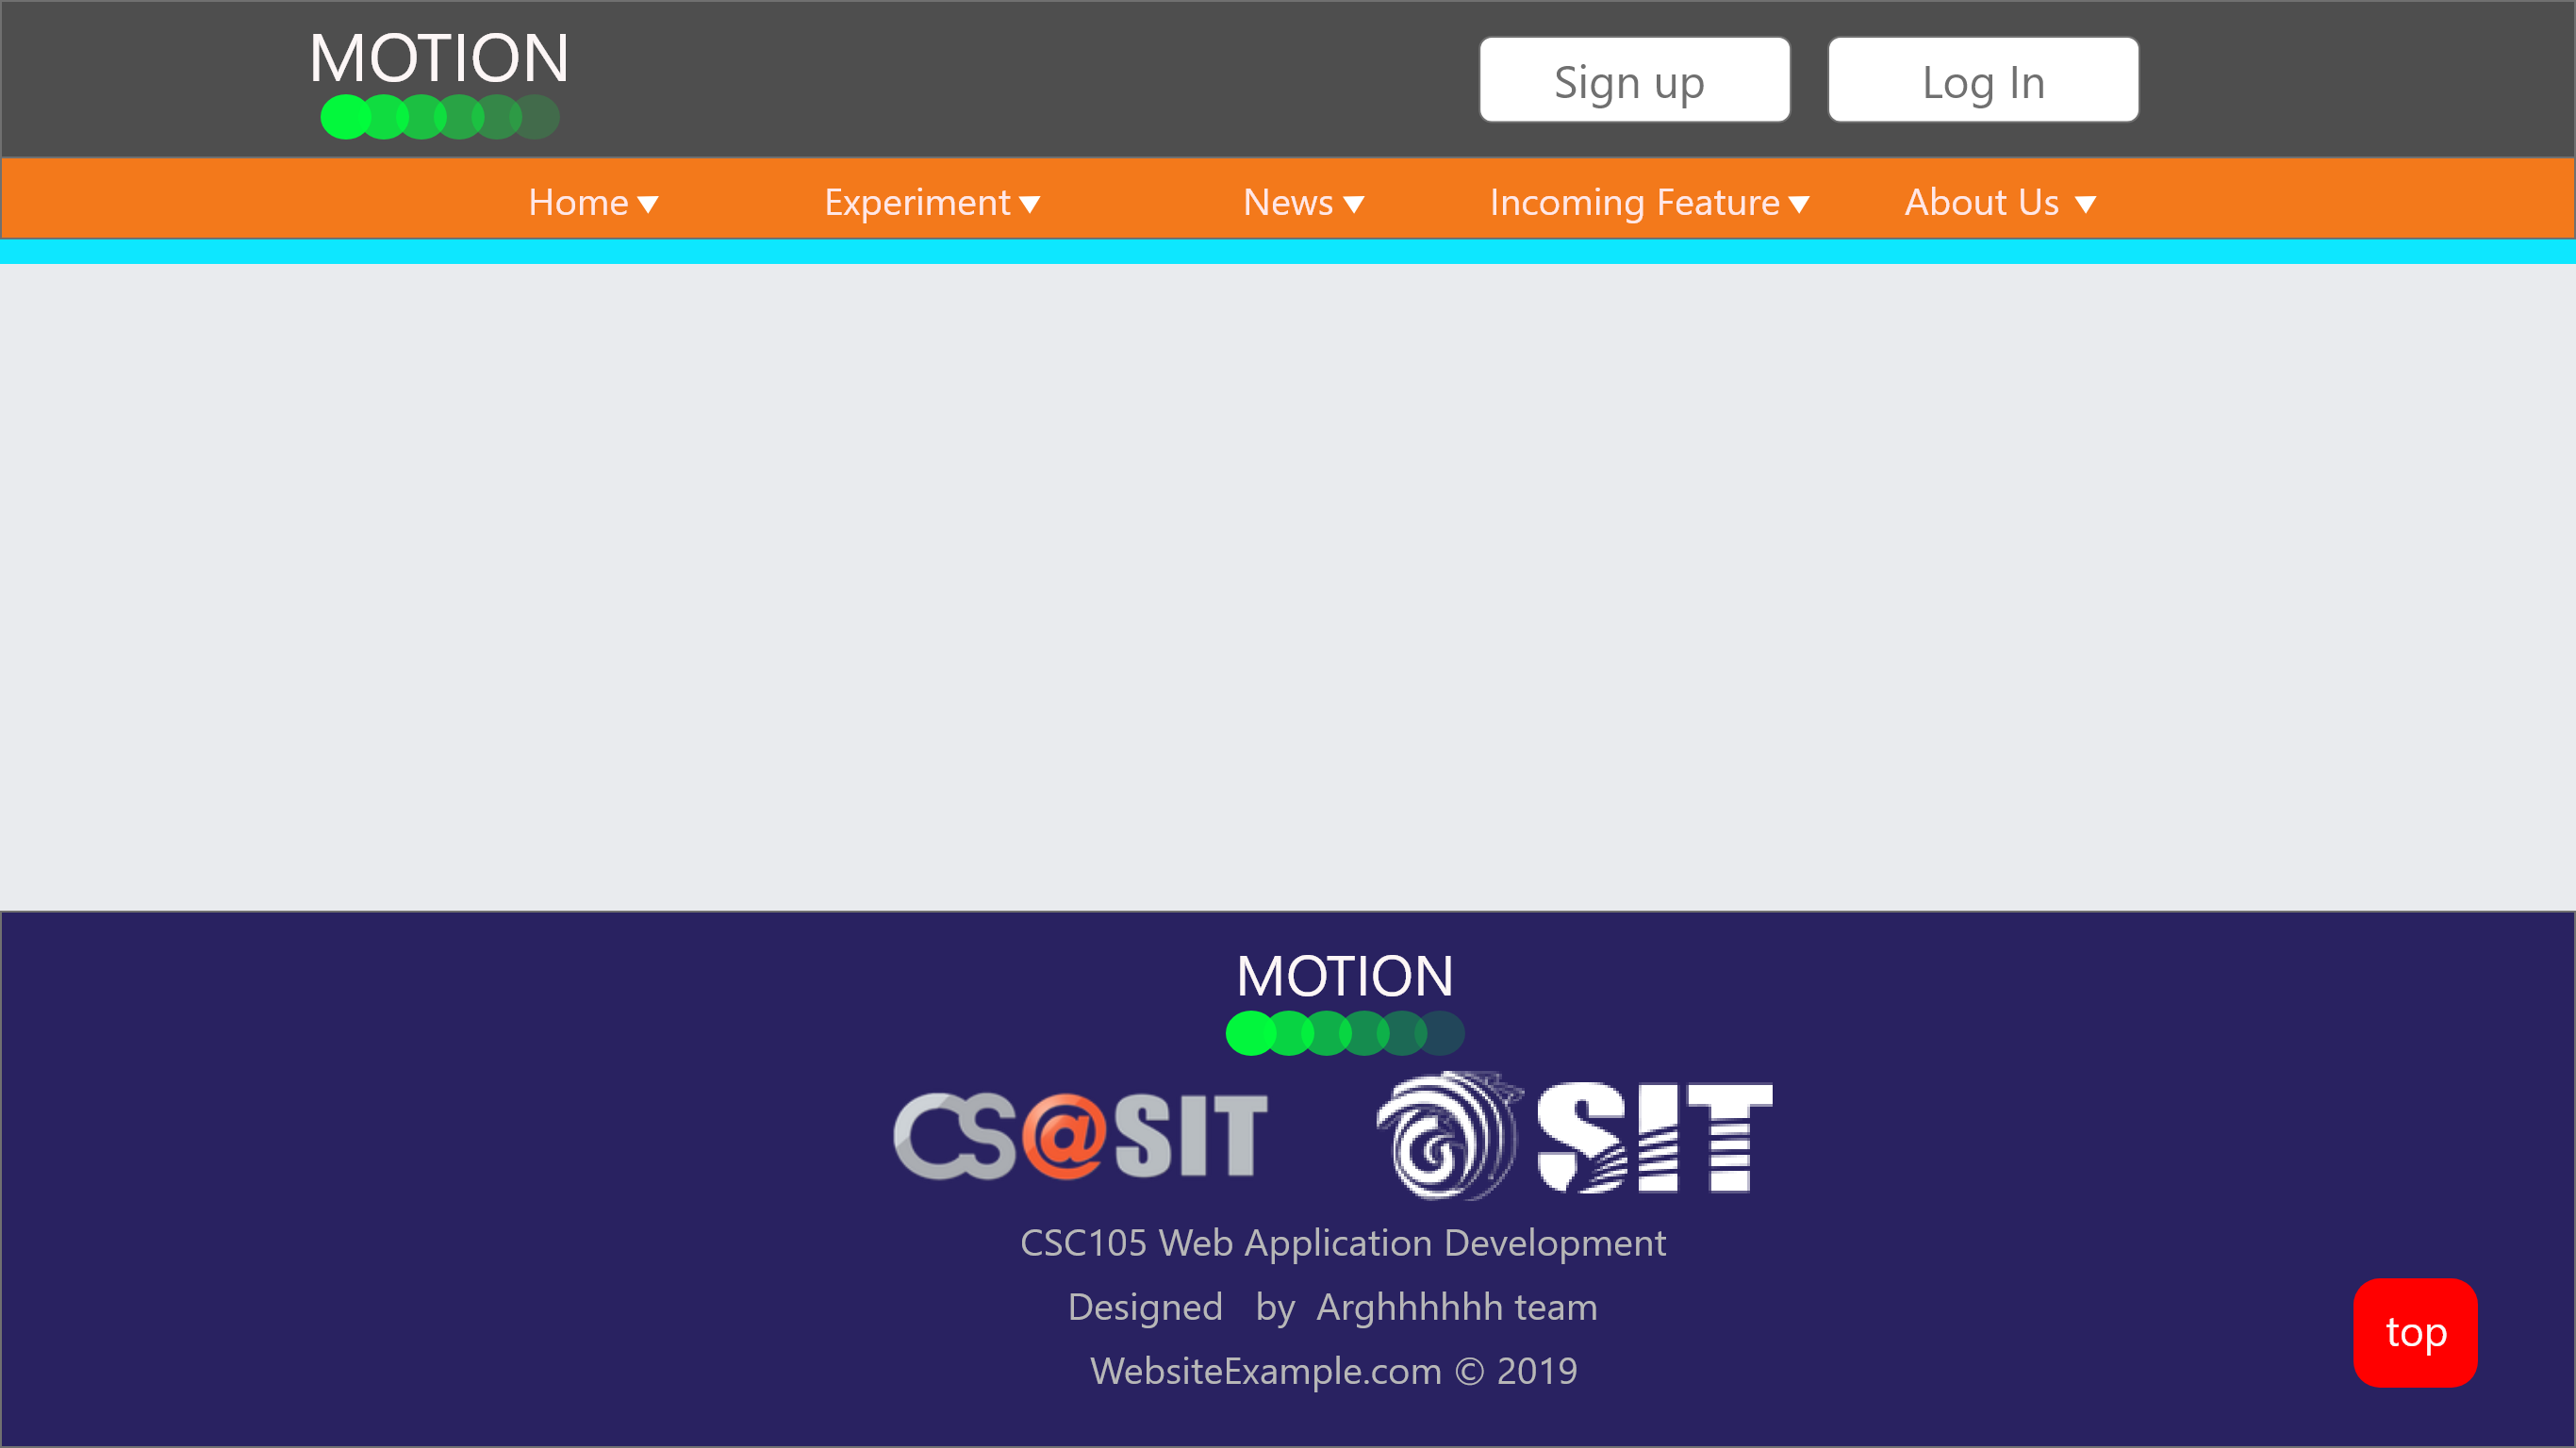 MOTION
Sign up Log In
Home Experiment News Incoming Feature About Us
MOTION
CS@SIT SIT
CSC105 Web Application Development
Designed by Arghhhhhh team
WebsiteExample.com © 2019
top